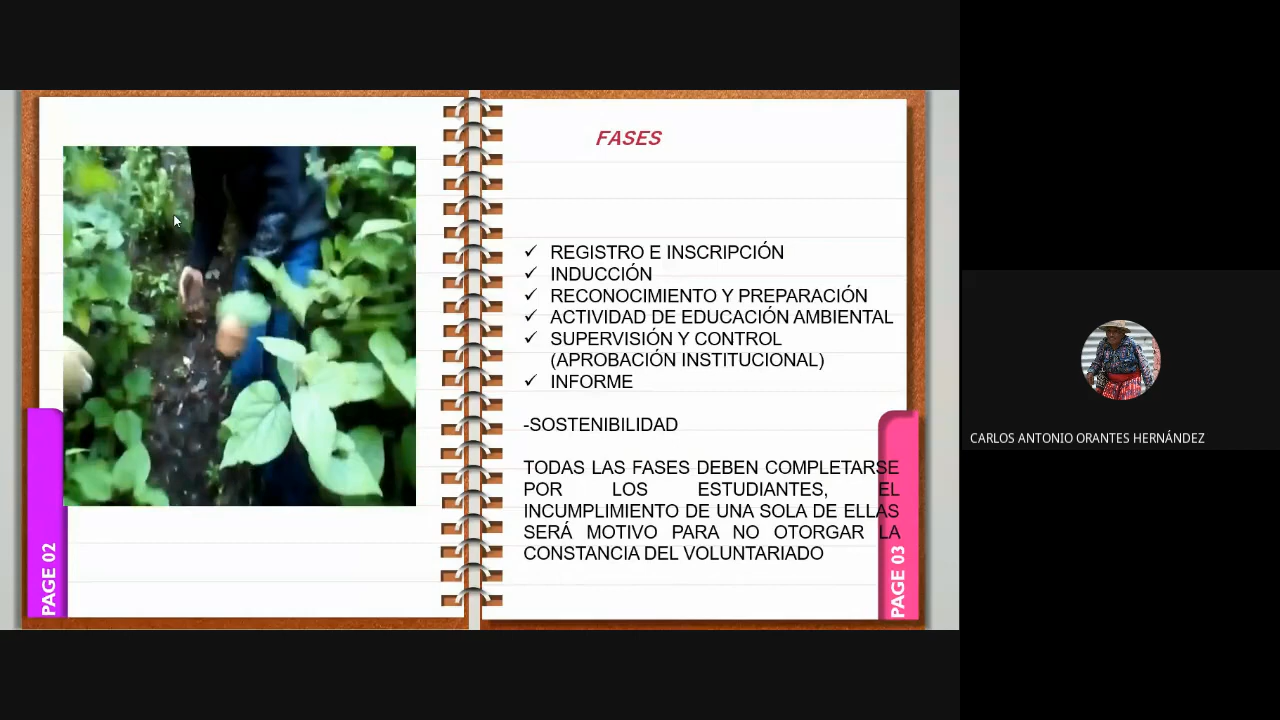 FASES
REGISTRO E INSCRIPCIÓN
INDUCCIÓN
RECONOCIMIENTO Y PREPARACIÓN
ACTIVIDAD DE EDUCACIÓN AMBIENTAL
SUPERVISIÓN Y CONTROL
(APROBACIÓN INSTITUCIONAL)
INFORME
-SOSTENIBILIDAD
TODAS LAS FASES DEBEN COMPLETARSE
POR LOS ESTUDIANTES, EL
INCUMPLIMIENTO DE UNA SOLA DE ELLAS
SERÁ MOTIVO PARA NO OTORGAR LA
CONSTANCIA DEL VOLUNTARIADO
PAGE 02
PAGE 03
CARLOS ANTONIO ORANTES HERNÁNDEZ